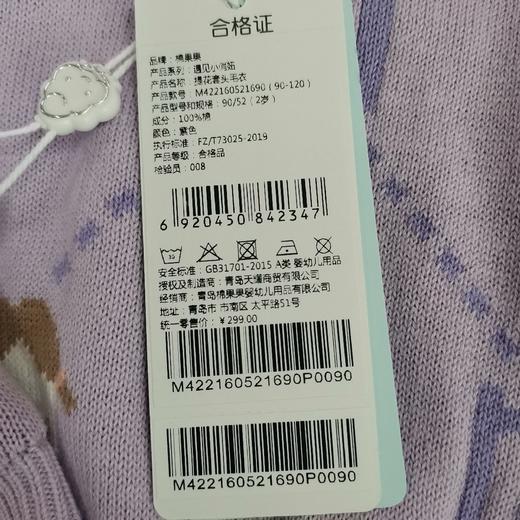 合格证
品牌：棉果果
产品系列：遇见小美妞
产品名称：提花套头毛衣
产品款号：M422160521690 (90-120)
产品型号和规格：90/52 (2岁)
成分：100%棉
颜色：紫色
执行标准：FZ/T73025-2019
产品等级：合格品
检验员：008
6 920450 842347
安全标准：GB31701-2015 A类 婴幼儿用品
授权及制造商：青岛天耀商贸有限公司
经销商：青岛棉果果婴幼儿用品有限公司
地址：青岛市 市南区 太平路51号
统一零售价：¥299.00
M422160521690P0090
M422160521690P0090